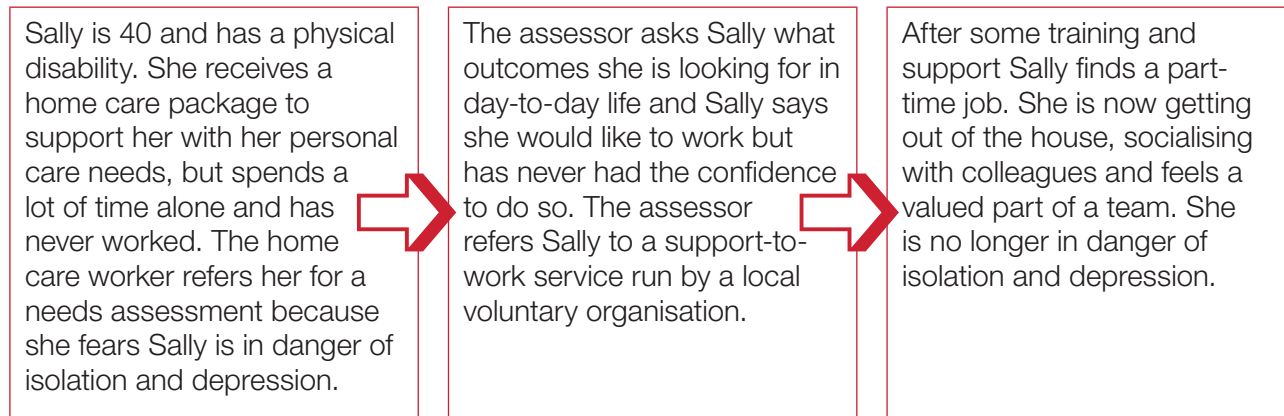 Sally is 40 and has a physical
disability. She receives a
home care package to
support her with her personal
care needs, but spends a
lot of time alone and has
never worked. The home
care worker refers her for a
needs assessment because
she fears Sally is in danger of
isolation and depression.
The assessor asks Sally what
outcomes she is looking for in
day-to-day life and Sally says
she would like to work but
has never had the confidence
to do so. The assessor
refers Sally to a support-to-
work service run by a local
voluntary organisation.
After some training and
support Sally finds a part-
time job. She is now getting
out of the house, socialising
with colleagues and feels a
valued part of a team. She
is no longer in danger of
isolation and depression.